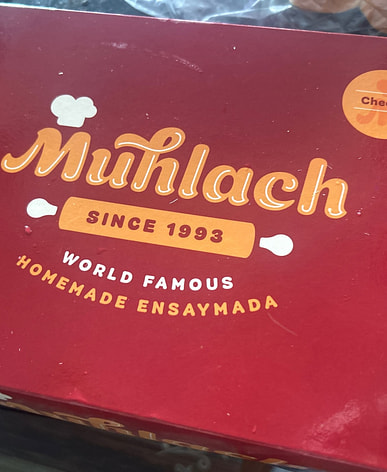 Muhlach
SINCE 1993
WORLD FAMOUS
HOMEMADE ENSAYMADA